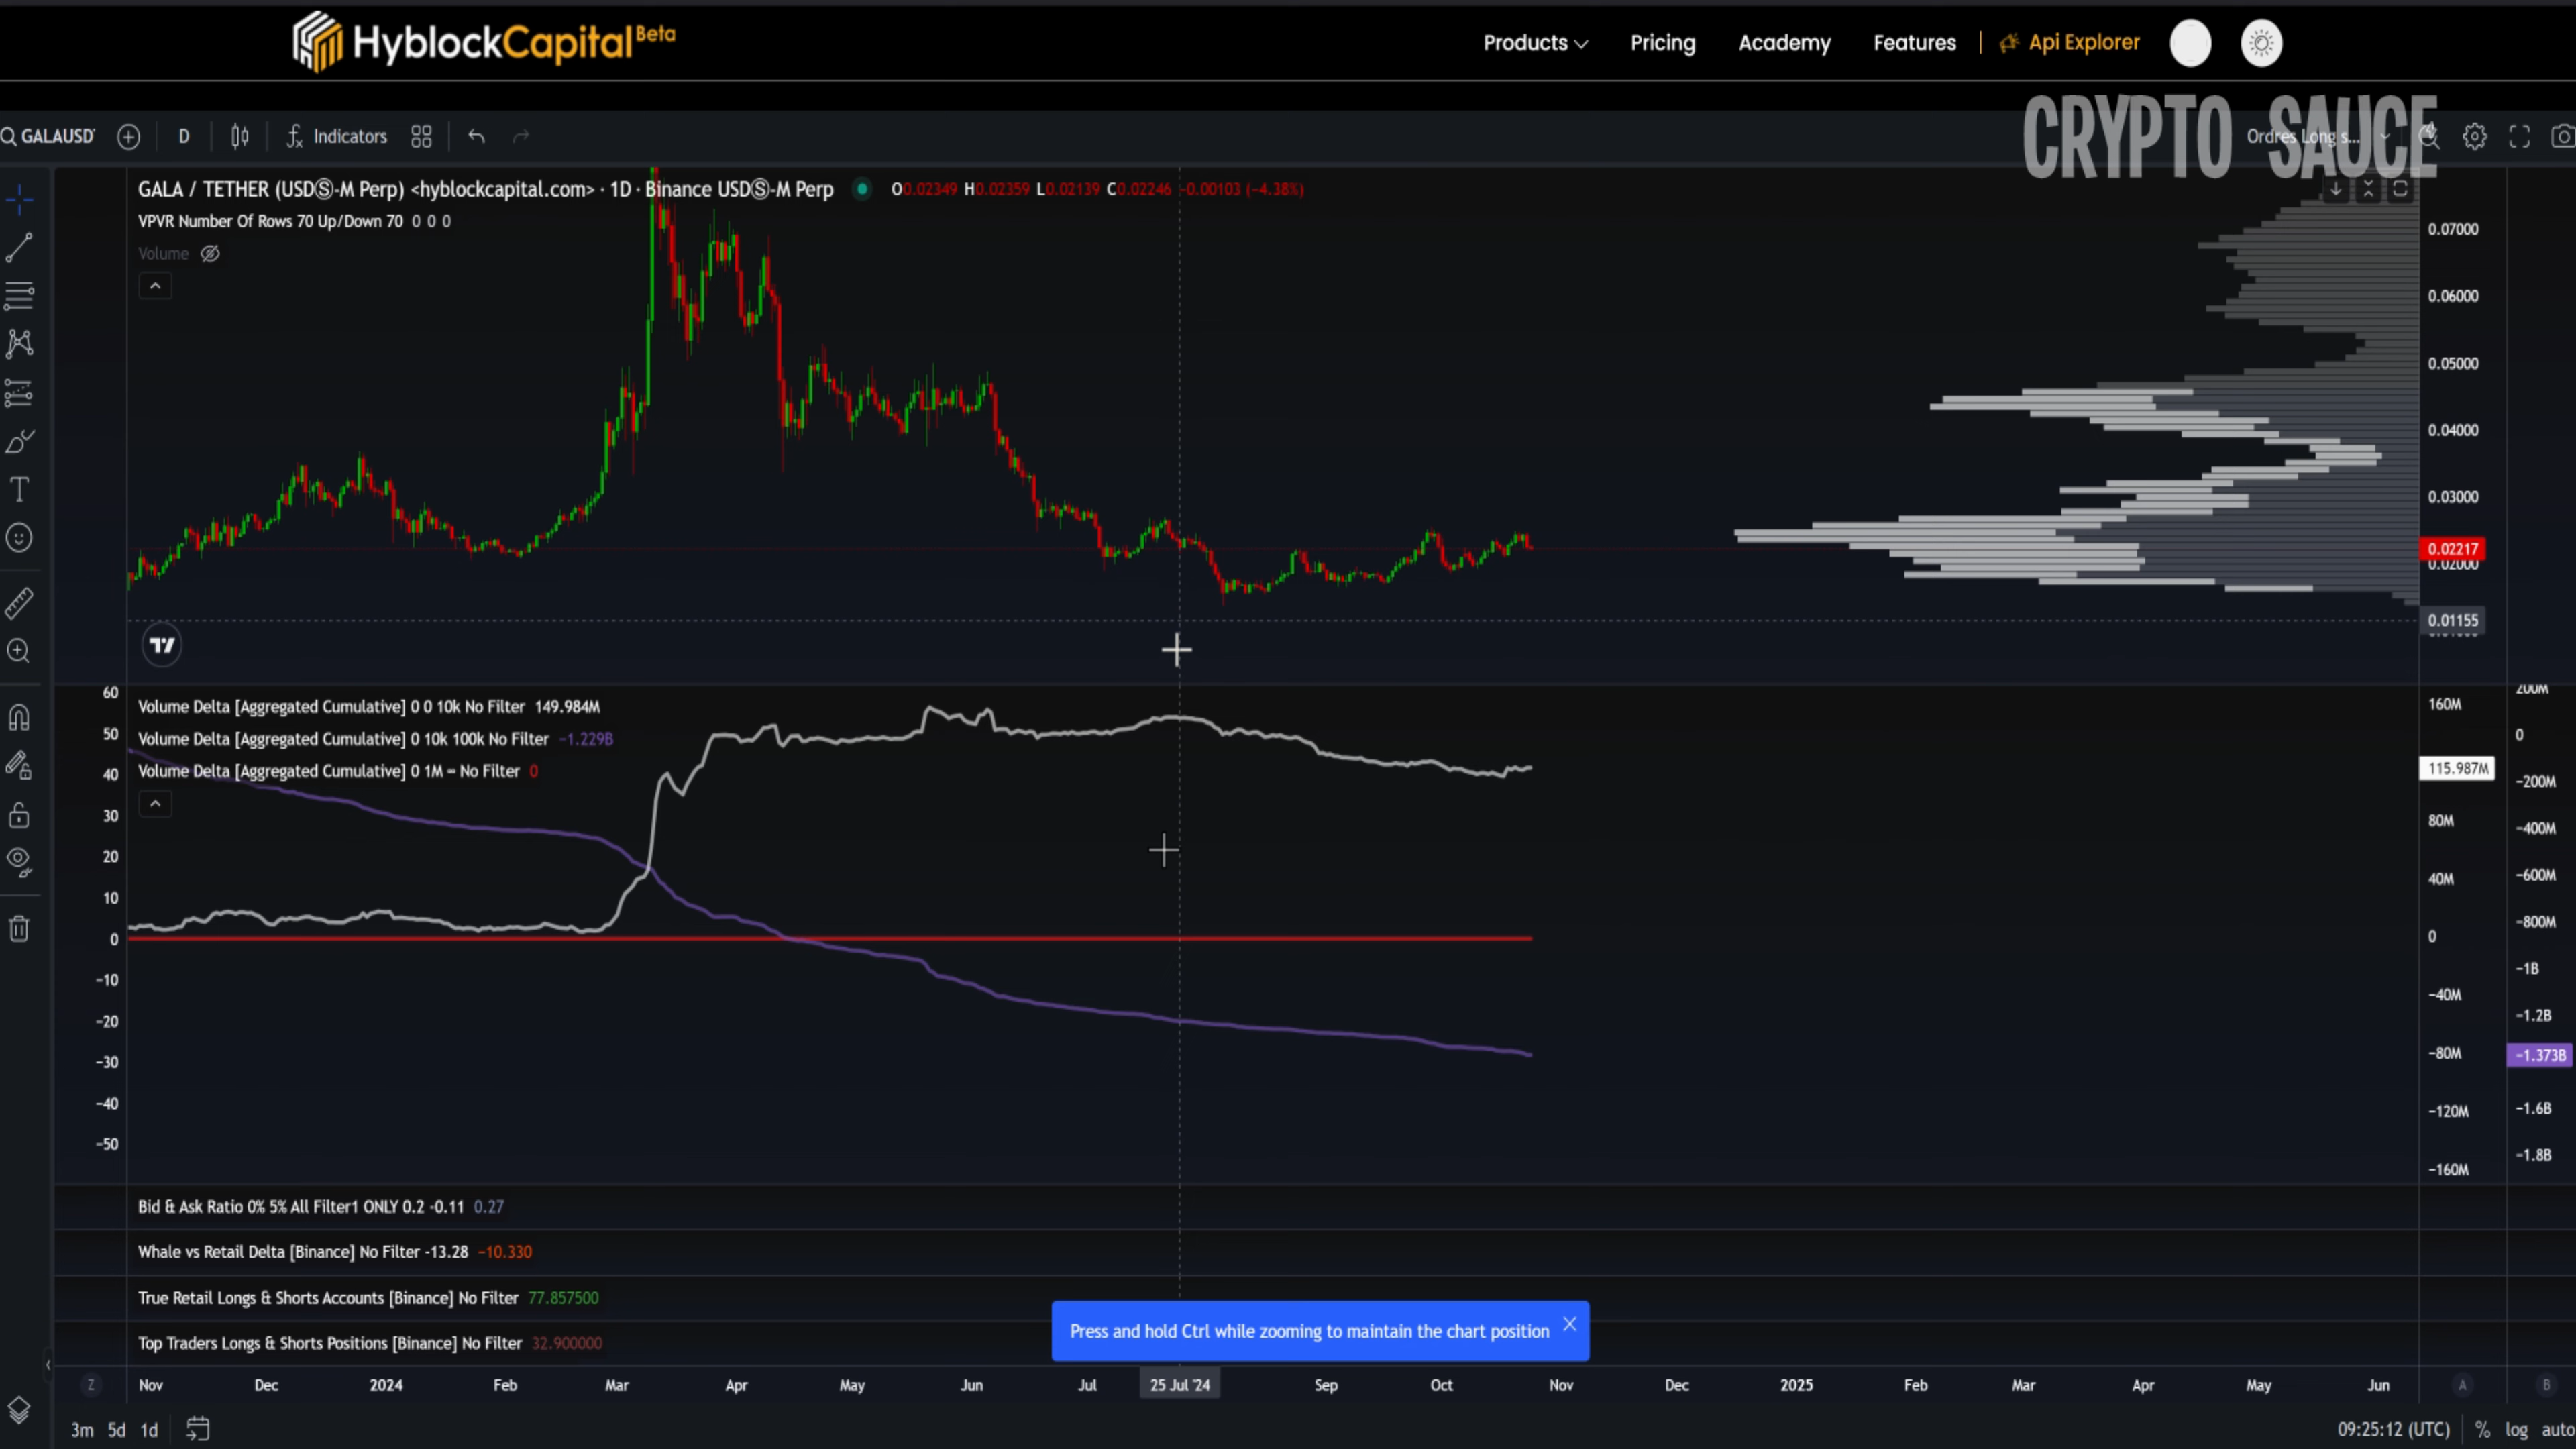 HyblockCapital Beta
Products Pricing Academy Features Api Explorer
CRYPTO SAUCE
GALAUSD D Indicators Ordres Long s...
GALA / TETHER (USDⓈ-M Perp) <hyblockcapital.com> · 1D · Binance USDⓈ-M Perp O0.02349 H0.02359 L0.02139 C0.02246 -0.00103 (-4.38%)
VPVR Number Of Rows 70 Up/Down 70 0 0 0
Volume
0.07000
0.06000
0.05000
0.04000
0.03000
0.02217
0.02000
0.01155
Volume Delta [Aggregated Cumulative] 0 0 10k No Filter 149.984M
Volume Delta [Aggregated Cumulative] 0 10k 100k No Filter -1.229B
Volume Delta [Aggregated Cumulative] 0 1M - No Filter 0
60
50
40
30
20
10
0
-10
-20
-30
-40
-50
160M
115.987M
80M
40M
0
-40M
-80M
-120M
-160M
200M
0
-200M
-400M
-600M
-800M
-1B
-1.2B
-1.373B
-1.6B
-1.8B
Bid & Ask Ratio 0% 5% All Filter1 ONLY 0.2 -0.11 0.27
Whale vs Retail Delta [Binance] No Filter -13.28 -10.330
True Retail Longs & Shorts Accounts [Binance] No Filter 77.857500
Top Traders Longs & Shorts Positions [Binance] No Filter 32.900000
Press and hold Ctrl while zooming to maintain the chart position
Z Nov Dec 2024 Feb Mar Apr May Jun Jul 25 Jul '24 Sep Oct Nov Dec 2025 Feb Mar Apr May Jun A B
3m 5d 1d 09:25:12 (UTC) % log auto